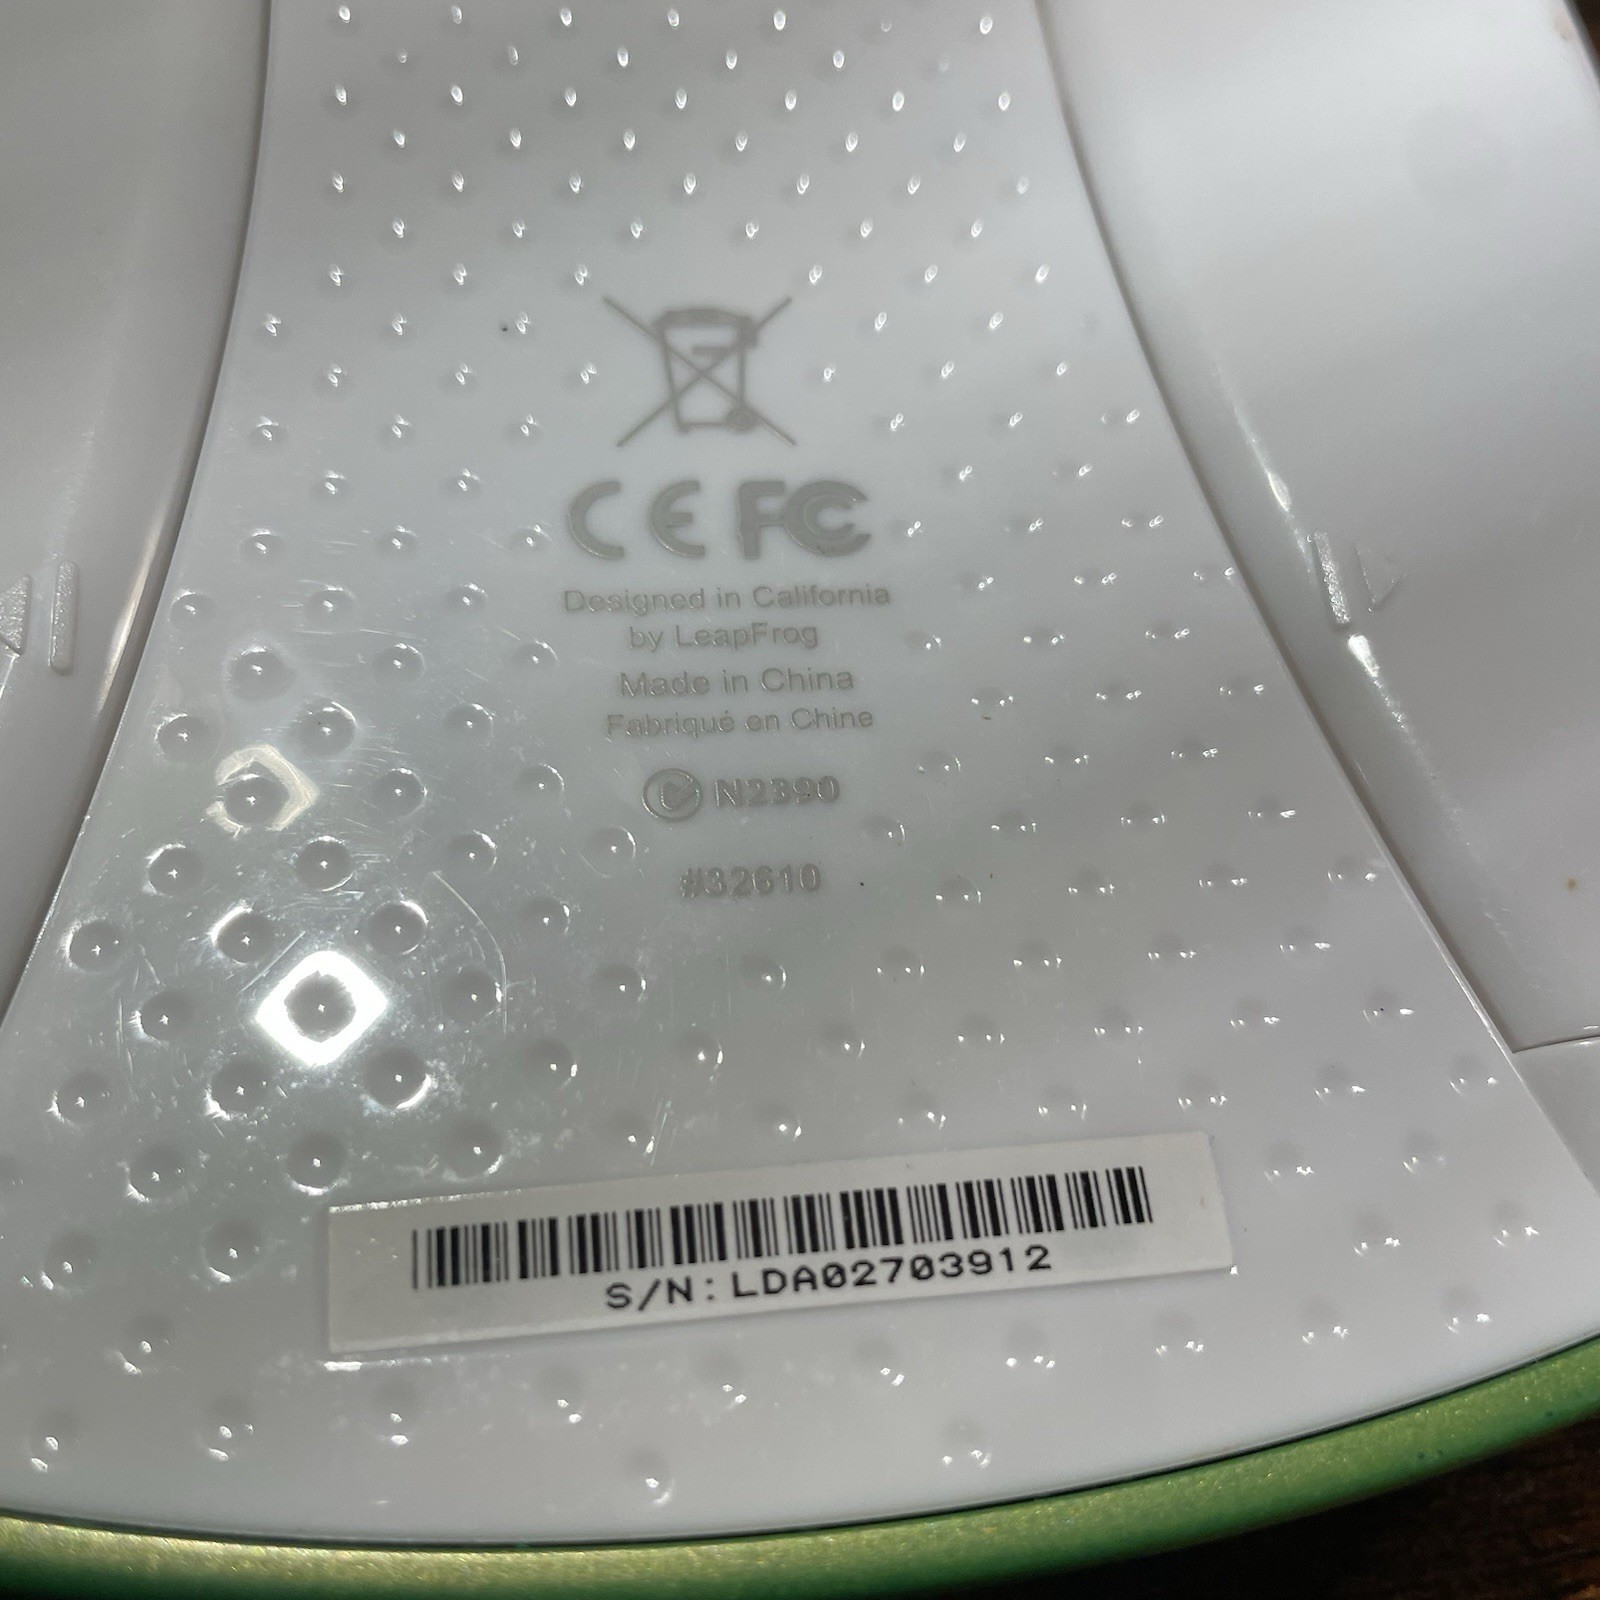 CE FC
Designed in California
by LeapFrog
Made in China
Fabriqué en Chine
N2390
#32610
S/N:LDA02703912